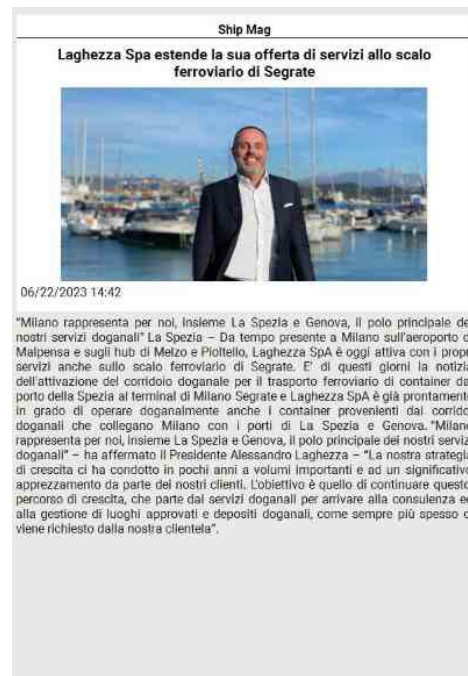 Ship Mag
Laghezza Spa estende la sua offerta di servizi allo scalo
ferroviario di Segrate
06/22/2023 14:42
"Milano rappresenta per noi, insieme La Spezia e Genova, il polo principale de
nostri servizi doganali" La Spezia – Da tempo presente a Milano sull'aeroporto d
Malpensa e sugli hub di Melzo e Pioltello, Laghezza SpA è oggi attiva con i propr
servizi anche sullo scalo ferroviario di Segrate. E' di questi giorni la notizia
dell'attivazione del corridoio doganale per il trasporto ferroviario di container da
porto della Spezia al terminal di Milano Segrate e Laghezza SpA è già prontamente
in grado di operare doganalmente anche i container provenienti dai corrido
doganali che collegano Milano con i porti di La Spezia e Genova. "Milano
rappresenta per noi, insieme La Spezia e Genova, il polo principale dei nostri serviz
doganali" – ha affermato il Presidente Alessandro Laghezza – "La nostra strategia
di crescita ci ha condotto in pochi anni a volumi importanti e ad un significativo
apprezzamento da parte dei nostri clienti. L'obiettivo è quello di continuare questo
percorso di crescita, che parte dai servizi doganali per arrivare alla consulenza ed
alla gestione di luoghi approvati e depositi doganali, come sempre più spesso c
viene richiesto dalla nostra clientela".